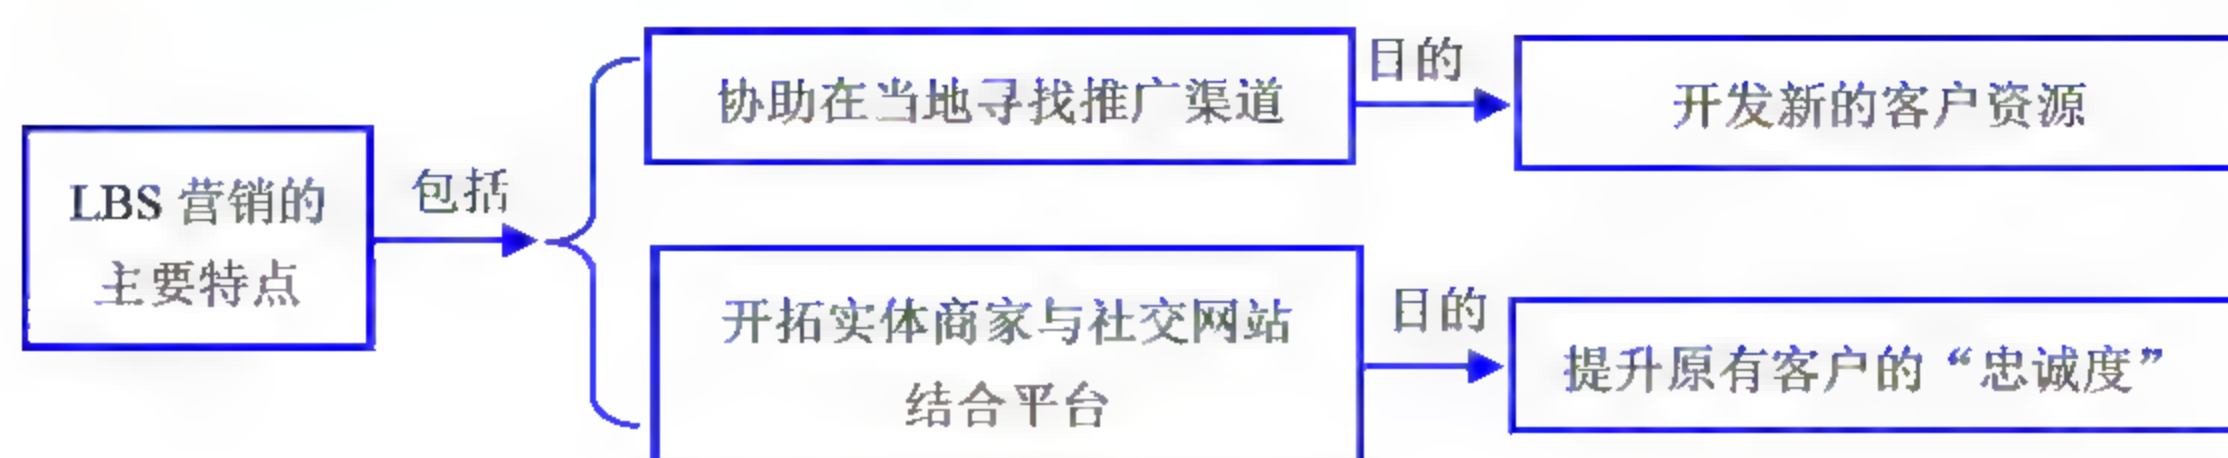 LBS 营销的
主要特点
包括
协助在当地寻找推广渠道
目的
开发新的客户资源
开拓实体商家与社交网站
结合平台
目的
提升原有客户的“忠诚度”